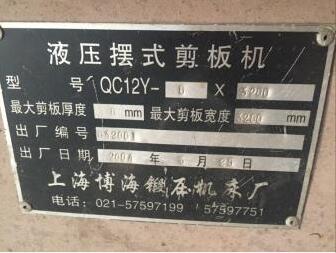 液压摆式剪板机
型 号 QC12Y- X 3200
最大剪板厚度 mm 最大剪板宽度 3200 mm
出厂编号
出厂日期 年 月 日
上海博海锻压机床厂
电话：021-57597199 57597751